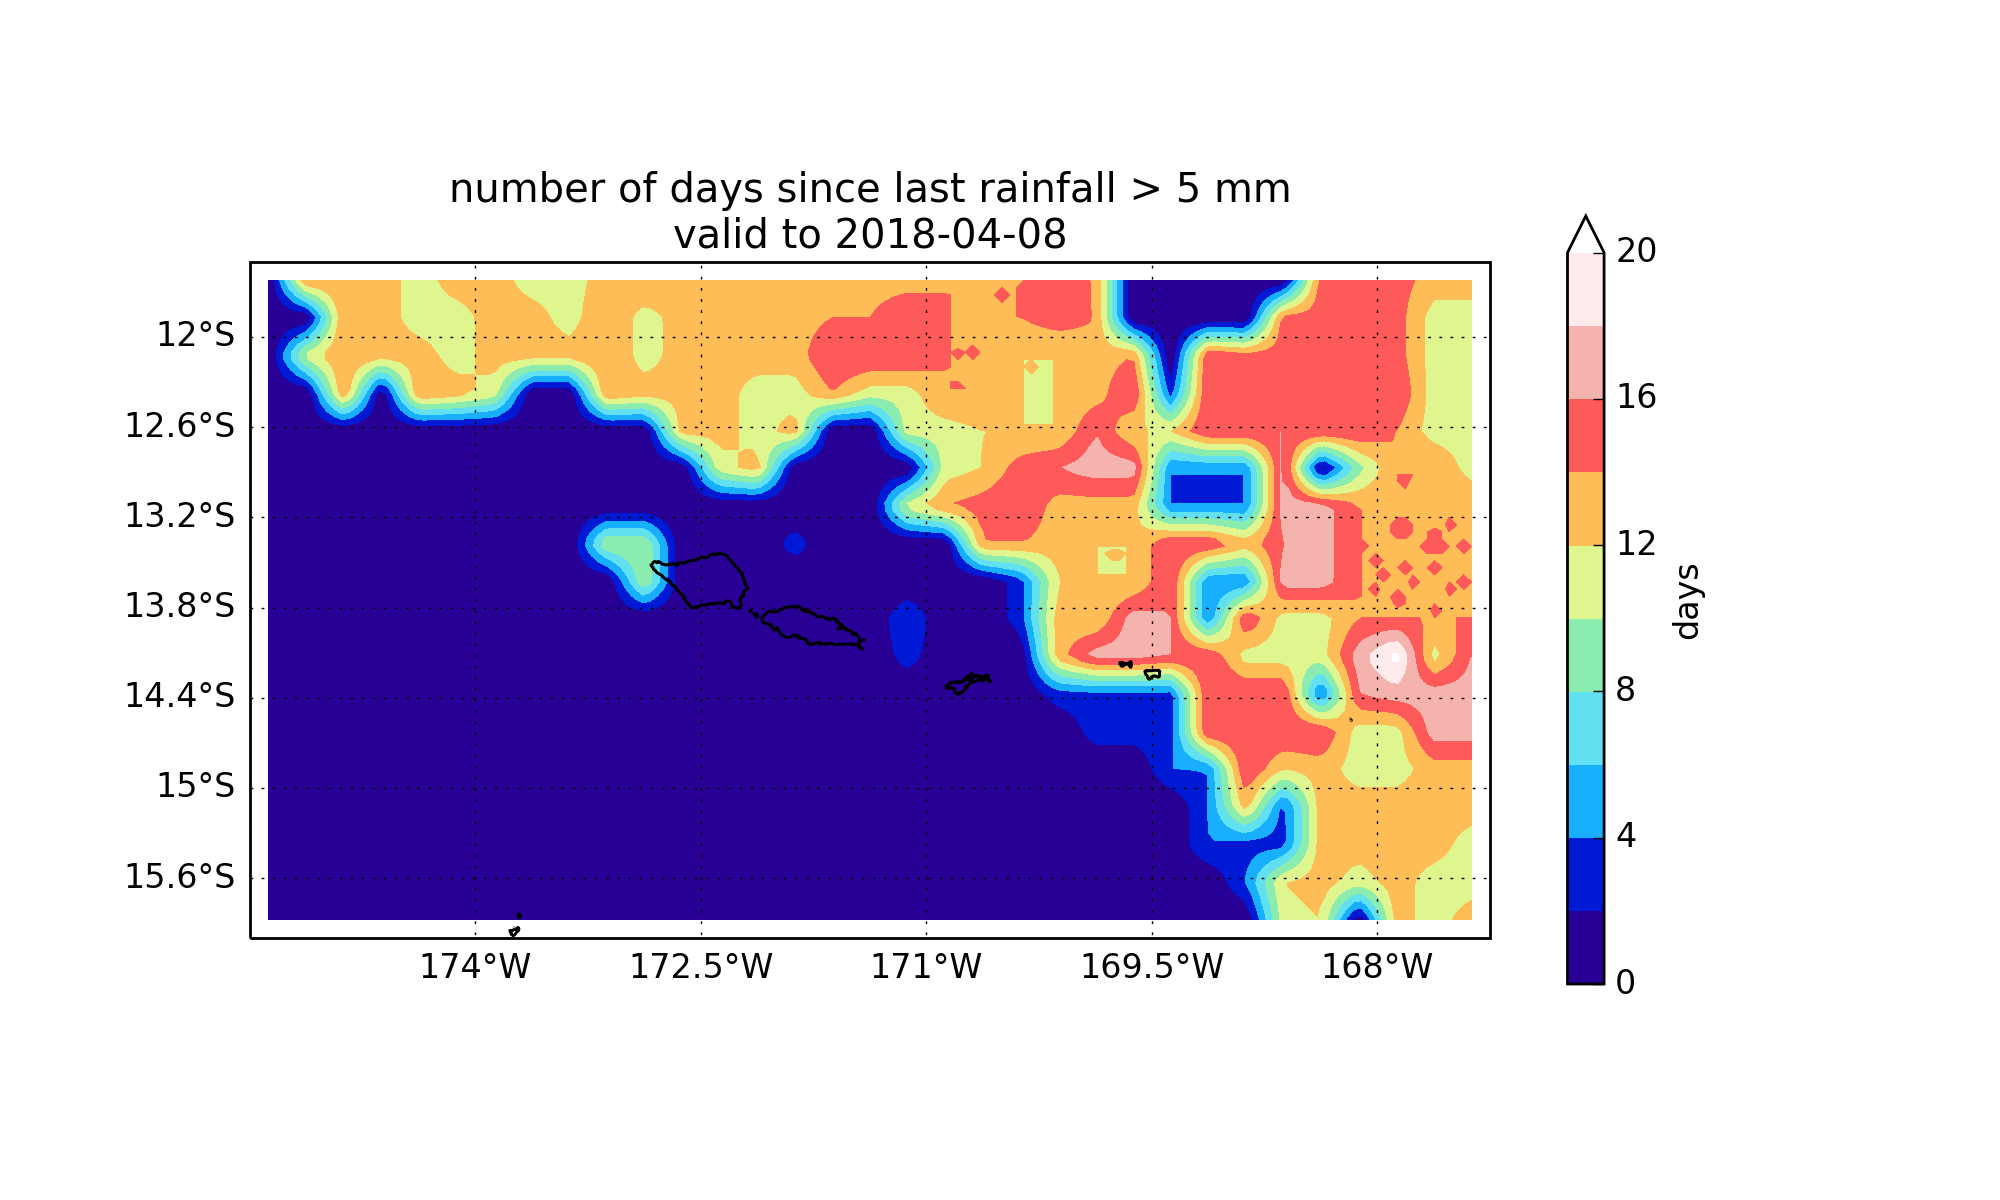 number of days since last rainfall > 5 mm
valid to 2018-04-08
12°S
12.6°S
13.2°S
13.8°S
14.4°S
15°S
15.6°S
174°W 172.5°W 171°W 169.5°W 168°W
20
16
12
8
4
0
days